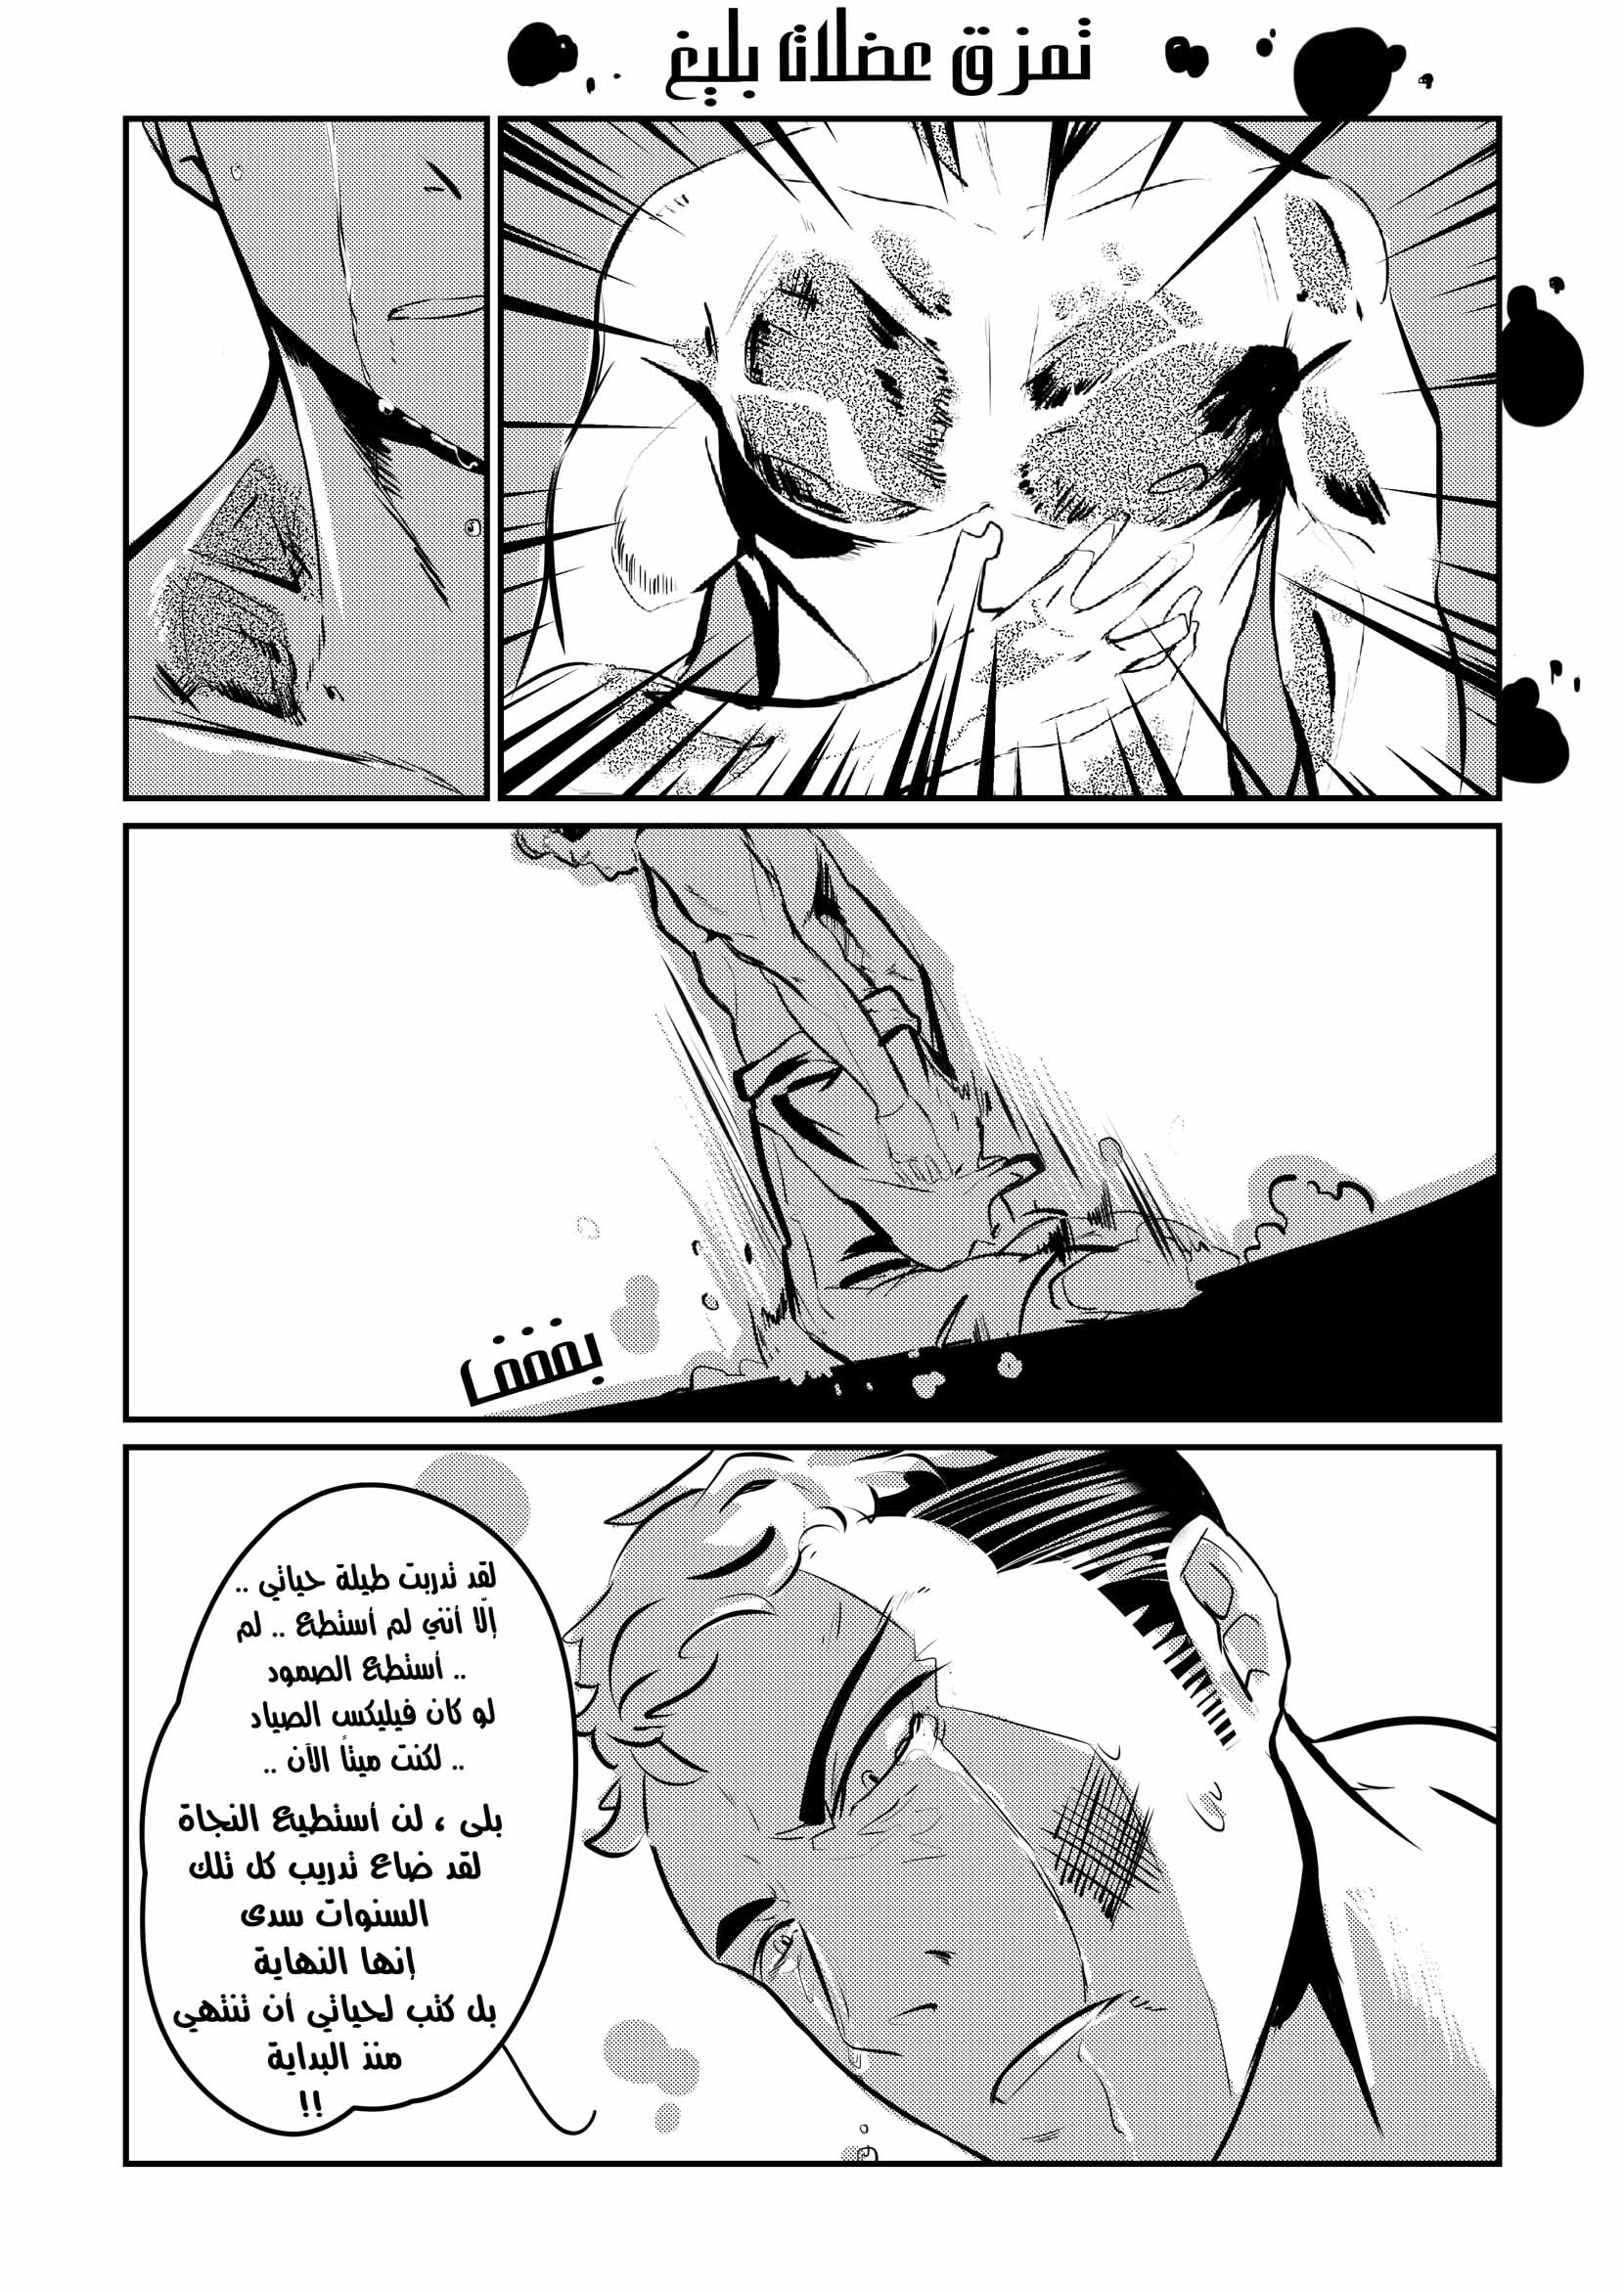 تمزق عضلات بليغ
بففففف
لقد تدربت طيلة حياتي ..
إلّا أنني لم أستطع .. لم
أستطع الصمود ..
لو كان فيليكس الصياد
.. لكنت ميتاً الآن ..
بلى ، لن أستطيع النجاة
لقد ضاع تدريب كل تلك
السنوات سدى
إنها النهاية
بل كتب لحياتي أن تنتهي
منذ البداية
!!